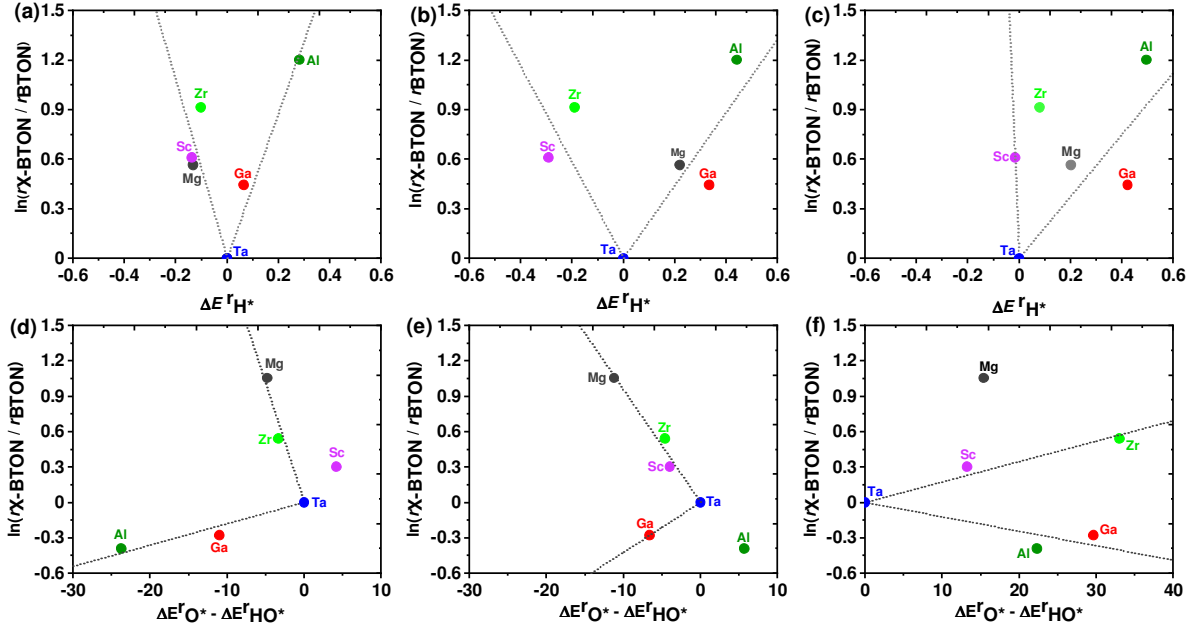 (a)
ln(rX-BTON / rBTON)
1.5
1.2
0.9
0.6
0.3
0
Al
Zr
Sc
Mg
Ga
Ta
-0.6 -0.4 -0.2 0 0.2 0.4 0.6
ΔE rH*
(b)
ln(rX-BTON / rBTON)
1.5
1.2
0.9
0.6
0.3
0
Al
Zr
Sc
Mg
Ga
Ta
-0.6 -0.4 -0.2 0 0.2 0.4 0.6
ΔE rH*
(c)
ln(rX-BTON / rBTON)
1.5
1.2
0.9
0.6
0.3
0
Al
Zr
Sc
Mg
Ga
Ta
-0.6 -0.4 -0.2 0 0.2 0.4 0.6
ΔE rH*
(d)
ln(rX-BTON / rBTON)
1.5
1.2
0.9
0.6
0.3
0
-0.3
-0.6
Mg
Zr
Sc
Ta
Al
Ga
-30 -20 -10 0 10
ΔErO* - ΔErHO*
(e)
ln(rX-BTON / rBTON)
1.5
1.2
0.9
0.6
0.3
0
-0.3
-0.6
Mg
Zr
Sc
Ta
Ga
Al
-30 -20 -10 0 10
ΔErO* - ΔErHO*
(f)
ln(rX-BTON / rBTON)
1.5
1.2
0.9
0.6
0.3
0
-0.3
-0.6
Mg
Sc
Zr
Ta
Ga
Al
0 10 20 30 40
ΔErO* - ΔErHO*